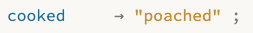 cooked → "poached" ;